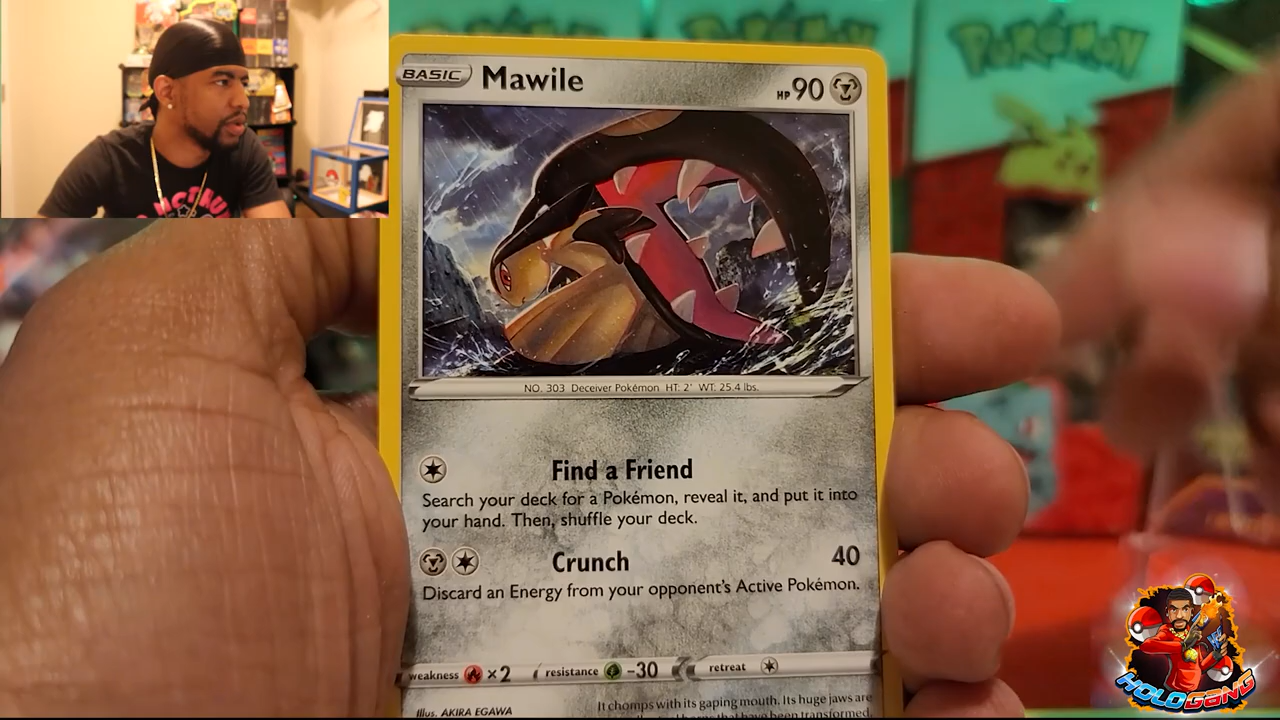 POKÉMON
BASIC Mawile HP 90
NO. 303 Deceiver Pokémon HT: 2' WT: 25.4 lbs.
Find a Friend
Search your deck for a Pokémon, reveal it, and put it into
your hand. Then, shuffle your deck.
Crunch 40
Discard an Energy from your opponent's Active Pokémon.
weakness ×2 resistance -30 retreat
Illus. AKIRA EGAWA
It chomps with its gaping mouth. Its huge jaws are
HOLOGANG